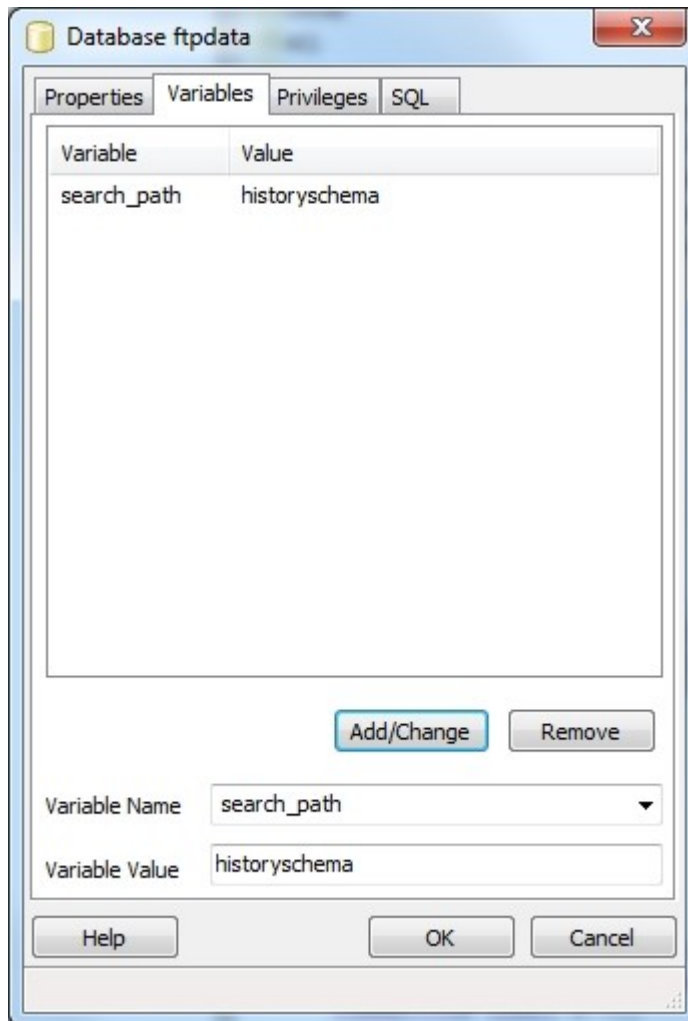 Database ftpdata
Properties Variables Privileges SQL
Variable Value
search_path historyschema
Add/Change Remove
Variable Name search_path
Variable Value historyschema
Help OK Cancel